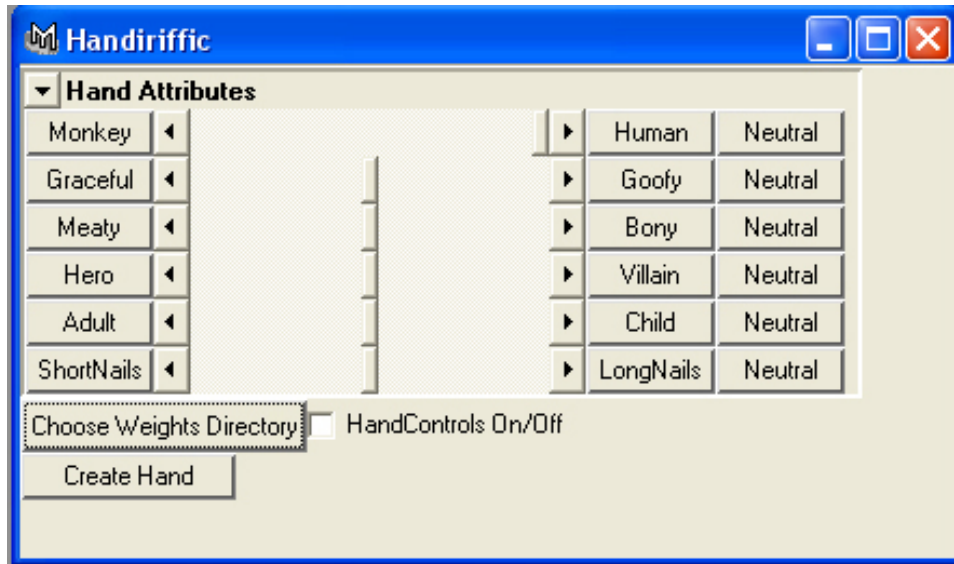 Handiriffic
Hand Attributes
Monkey Human Neutral
Graceful Goofy Neutral
Meaty Bony Neutral
Hero Villain Neutral
Adult Child Neutral
ShortNails LongNails Neutral
Choose Weights Directory HandControls On/Off
Create Hand